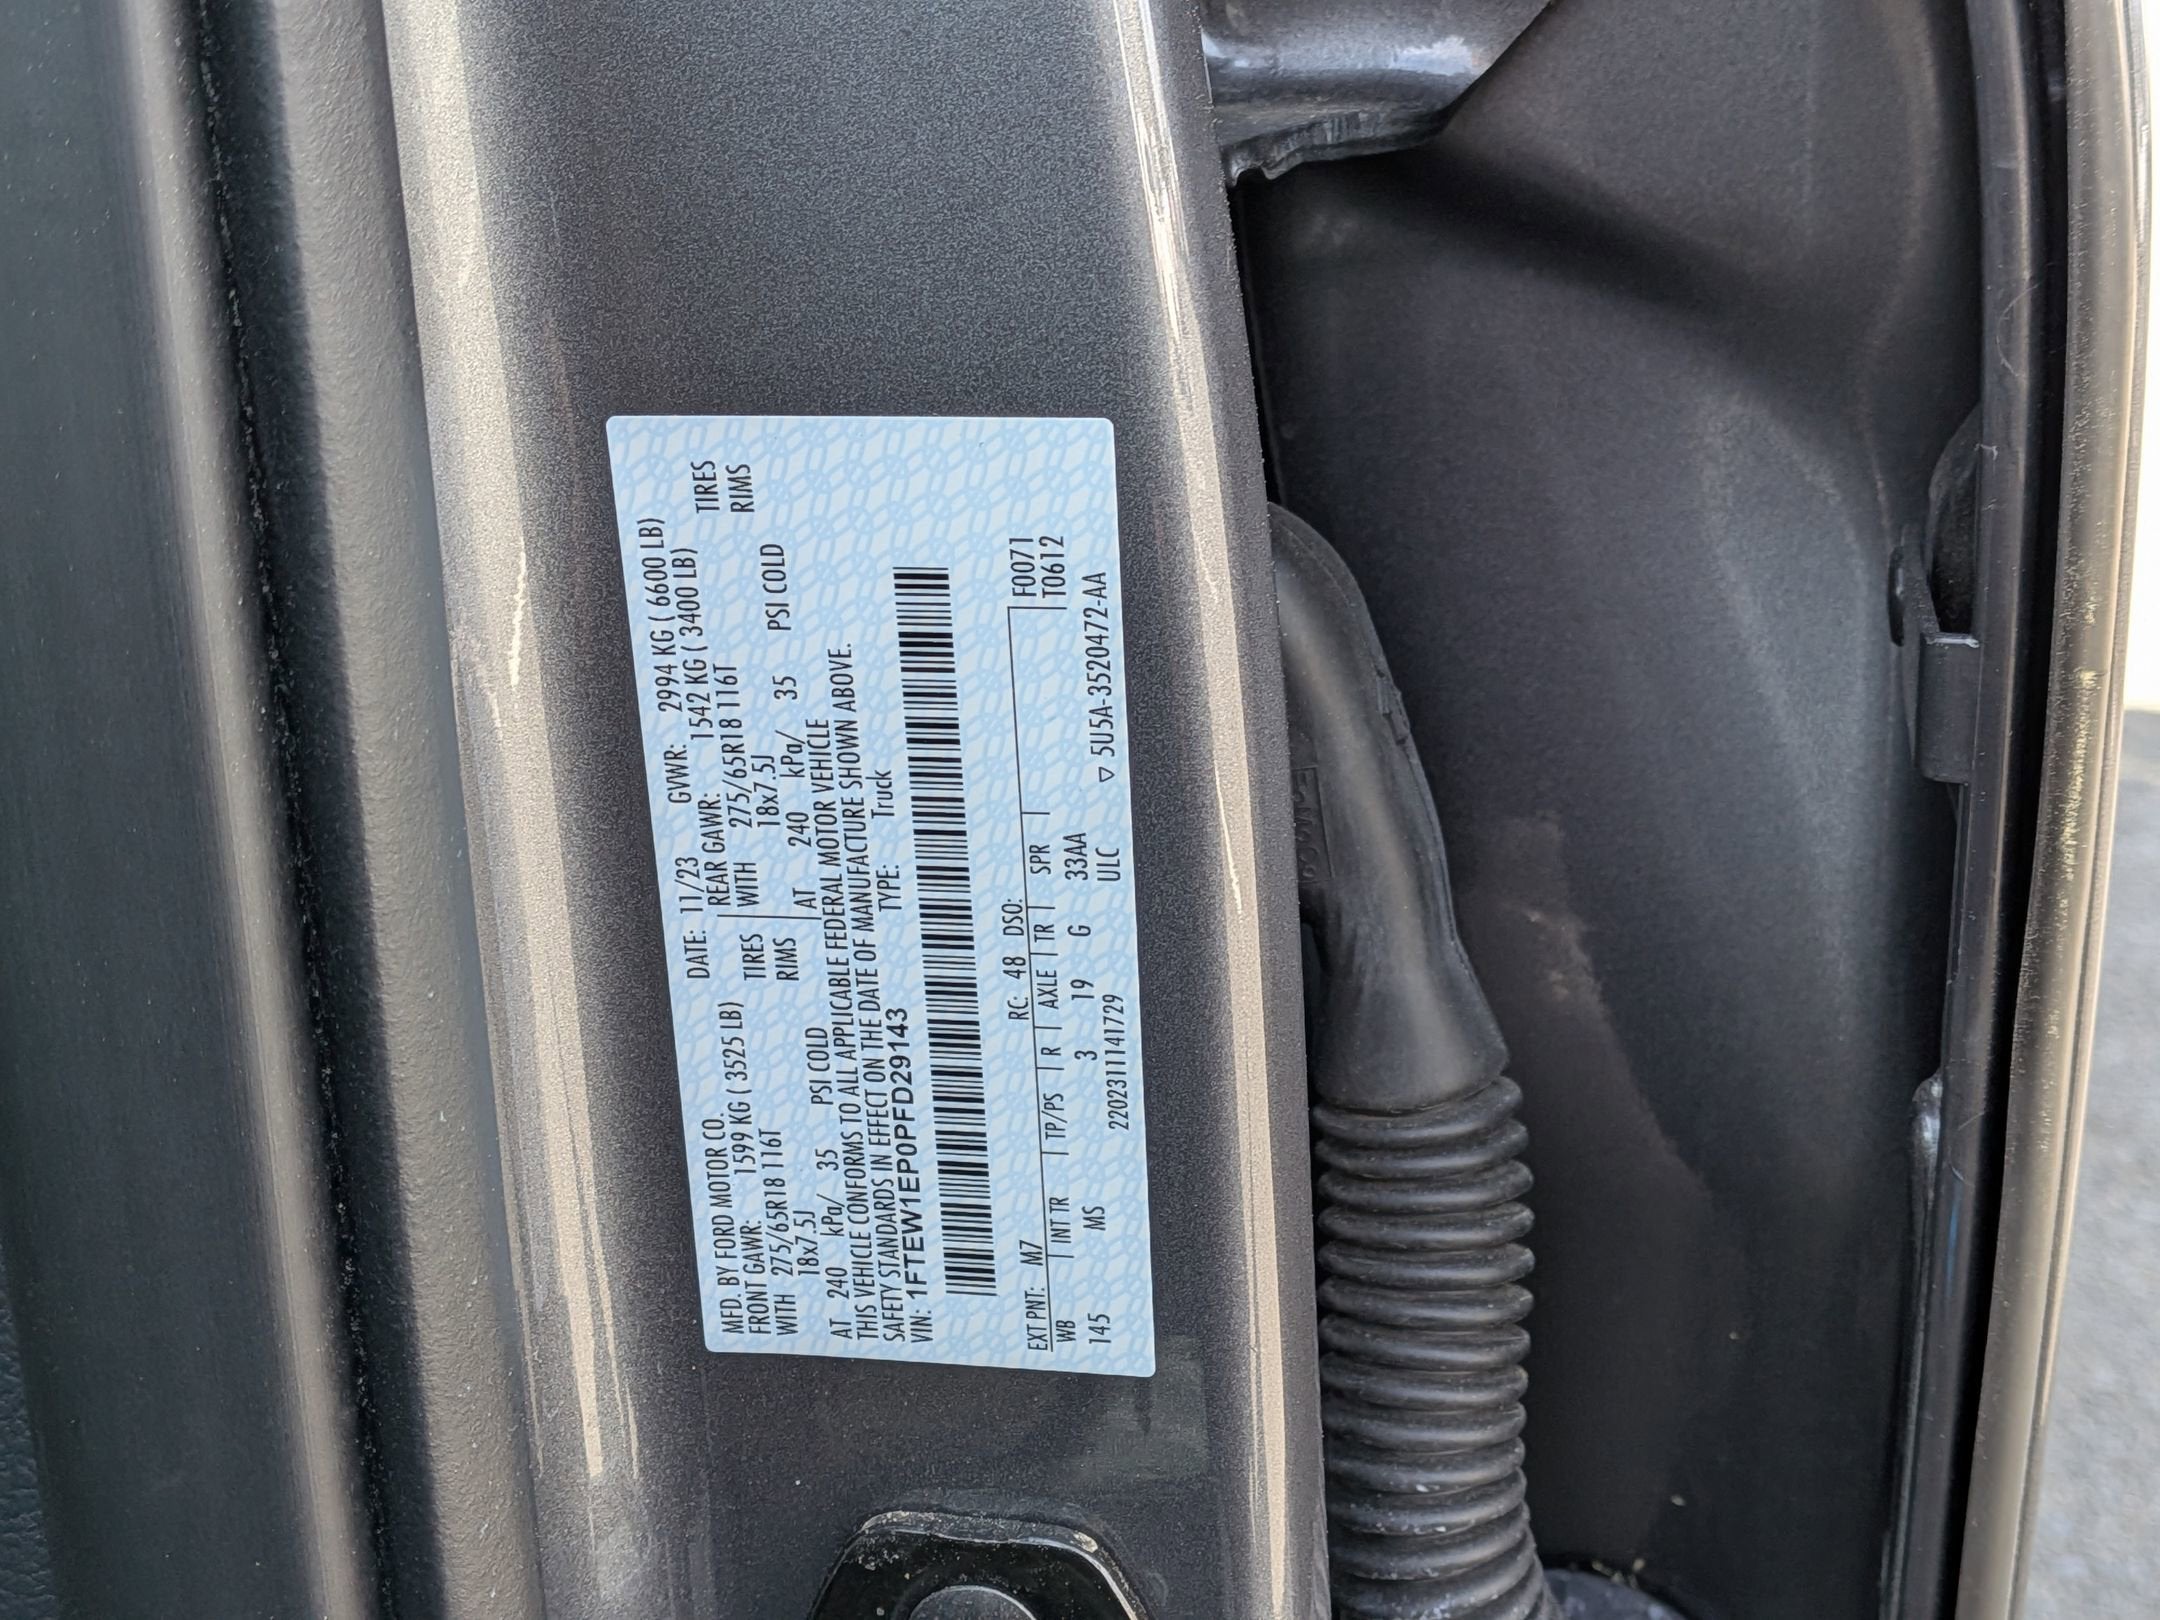 MFD. BY FORD MOTOR CO. DATE: 11/23 GVWR: 2994 KG ( 6600 LB)
FRONT GAWR: 1599 KG ( 3525 LB) REAR GAWR: 1542 KG ( 3400 LB)
WITH 275/65R18 116T TIRES WITH 275/65R18 116T TIRES
18x7.5J RIMS 18x7.5J RIMS
AT 240 kPa/ 35 PSI COLD AT 240 kPa/ 35 PSI COLD
THIS VEHICLE CONFORMS TO ALL APPLICABLE FEDERAL MOTOR VEHICLE
SAFETY STANDARDS IN EFFECT ON THE DATE OF MANUFACTURE SHOWN ABOVE.
VIN: 1FTEW1EP0PFD29143 TYPE: Truck
EXT PNT: M7 RC: 48 DSO: F0071
WB INT TR TP/PS R AXLE TR SPR T0612
145 MS 3 19 G 33AA
2202311141729 ULC ▽ 5U5A-3520472-AA